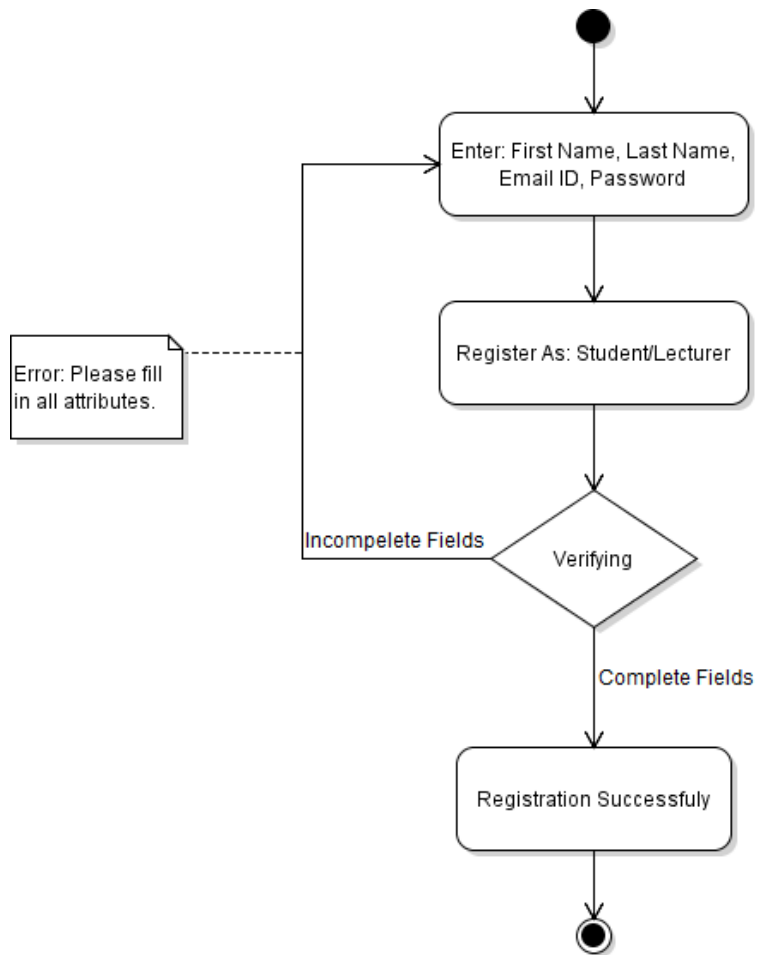 Enter: First Name, Last Name,
Email ID, Password
Register As: Student/Lecturer
Error: Please fill
in all attributes.
Incompelete Fields
Verifying
Complete Fields
Registration Successfuly